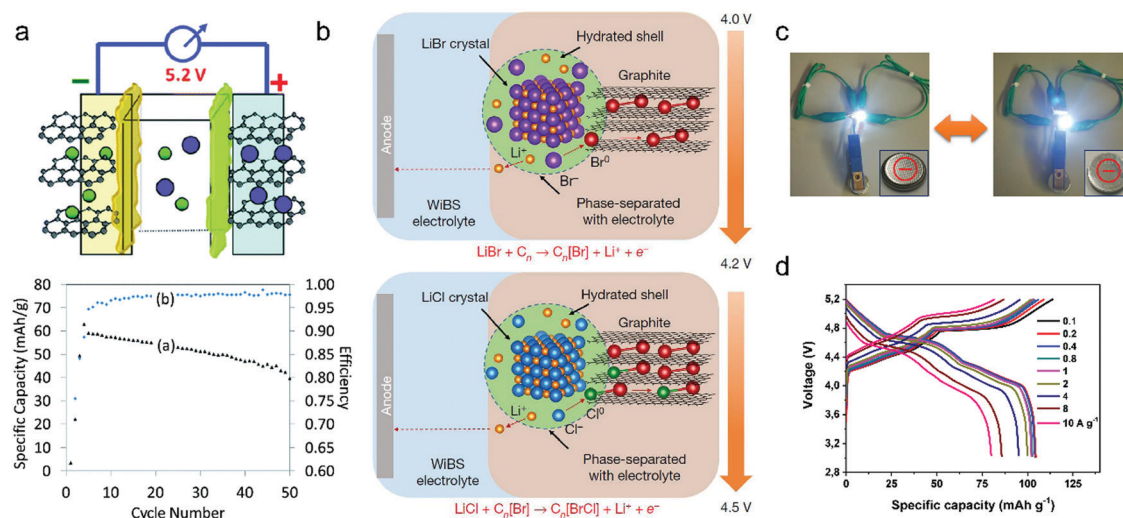 a
5.2 V
−
+
80
70
60
50
40
30
20
10
0
Specific Capacity (mAh/g)
(b)
(a)
1.00
0.95
0.90
0.85
0.80
0.75
0.70
0.65
0.60
Efficiency
0
10
20
30
40
50
Cycle Number
b
4.0 V
LiBr crystal
Hydrated shell
Graphite
Anode
Li⁺
Br⁰
Br⁻
WiBS
electrolyte
Phase-separated
with electrolyte
LiBr + Cₙ → Cₙ[Br] + Li⁺ + e⁻
4.2 V
LiCl crystal
Hydrated shell
Graphite
Anode
Li⁺
Cl⁰
Cl⁻
WiBS
electrolyte
Phase-separated
with electrolyte
LiCl + Cₙ[Br] → Cₙ[BrCl] + Li⁺ + e⁻
4.5 V
c
d
5,2
4,8
4,4
4,0
3,6
3,2
2,8
Voltage (V)
0.1
0.2
0.4
0.8
1
2
4
8
10 A g⁻¹
0
25
50
75
100
125
Specific capacity (mAh g⁻¹)